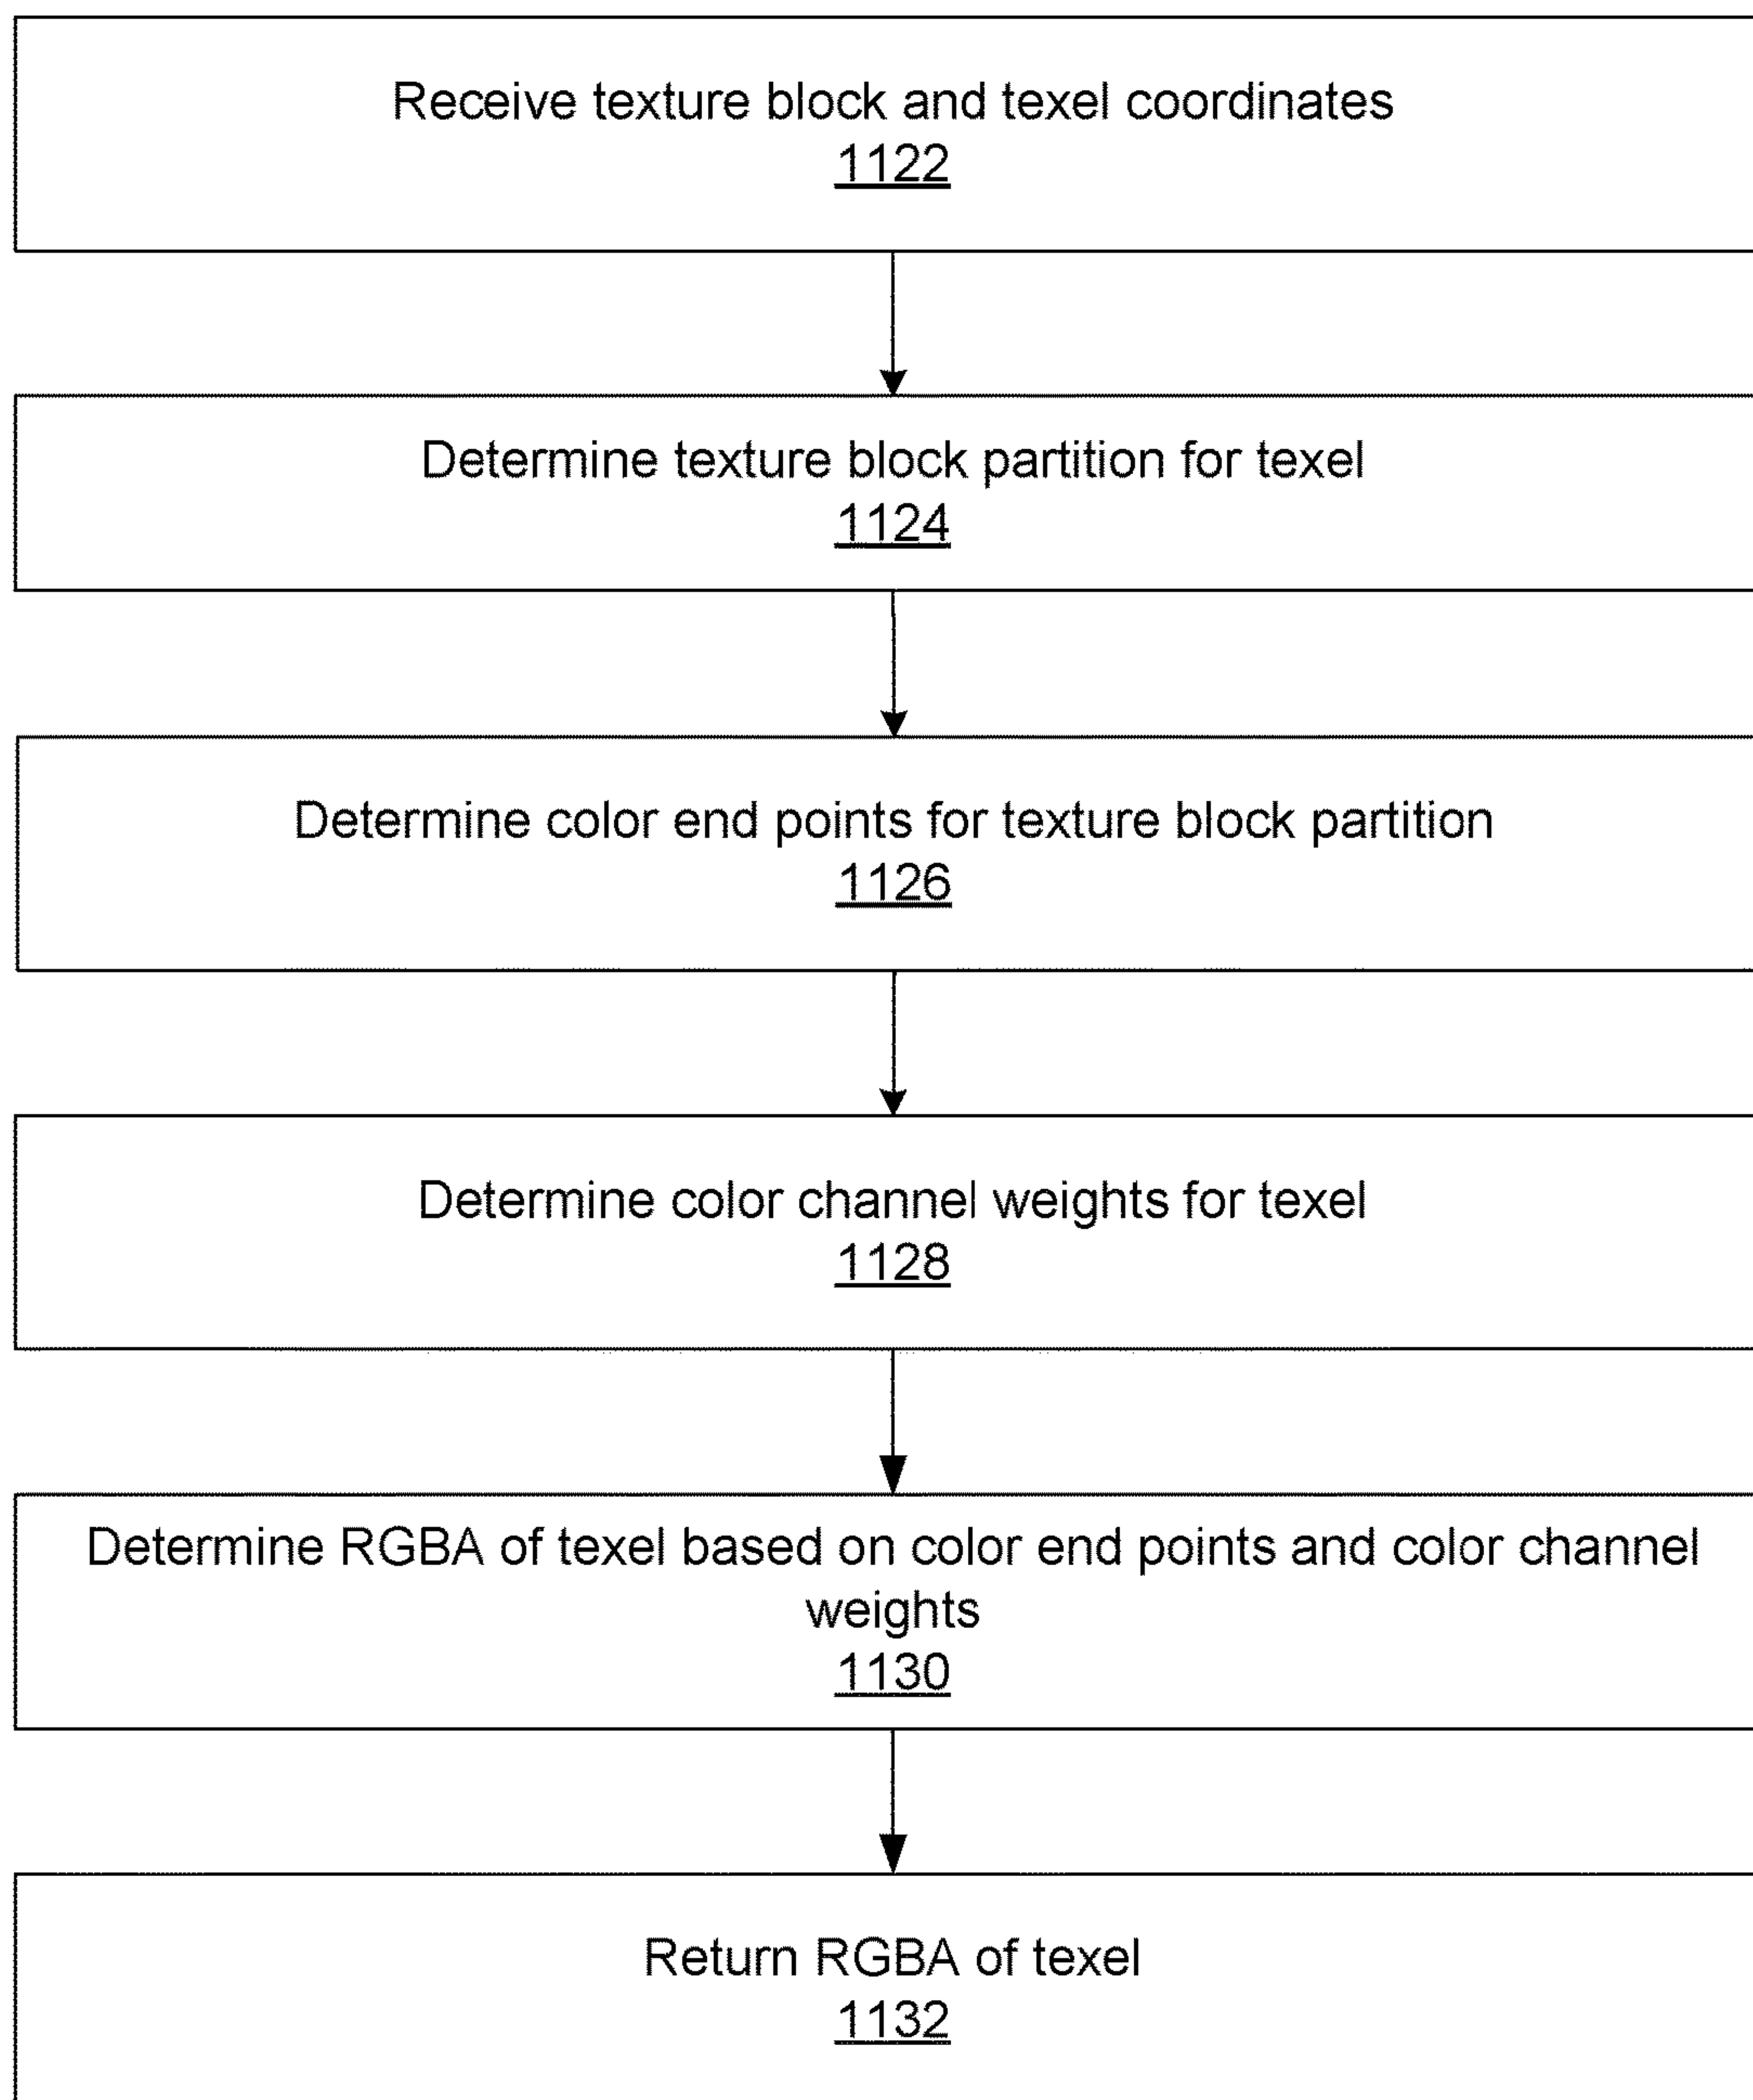 Receive texture block and texel coordinates
1122
Determine texture block partition for texel
1124
Determine color end points for texture block partition
1126
Determine color channel weights for texel
1128
Determine RGBA of texel based on color end points and color channel
weights
1130
Return RGBA of texel
1132